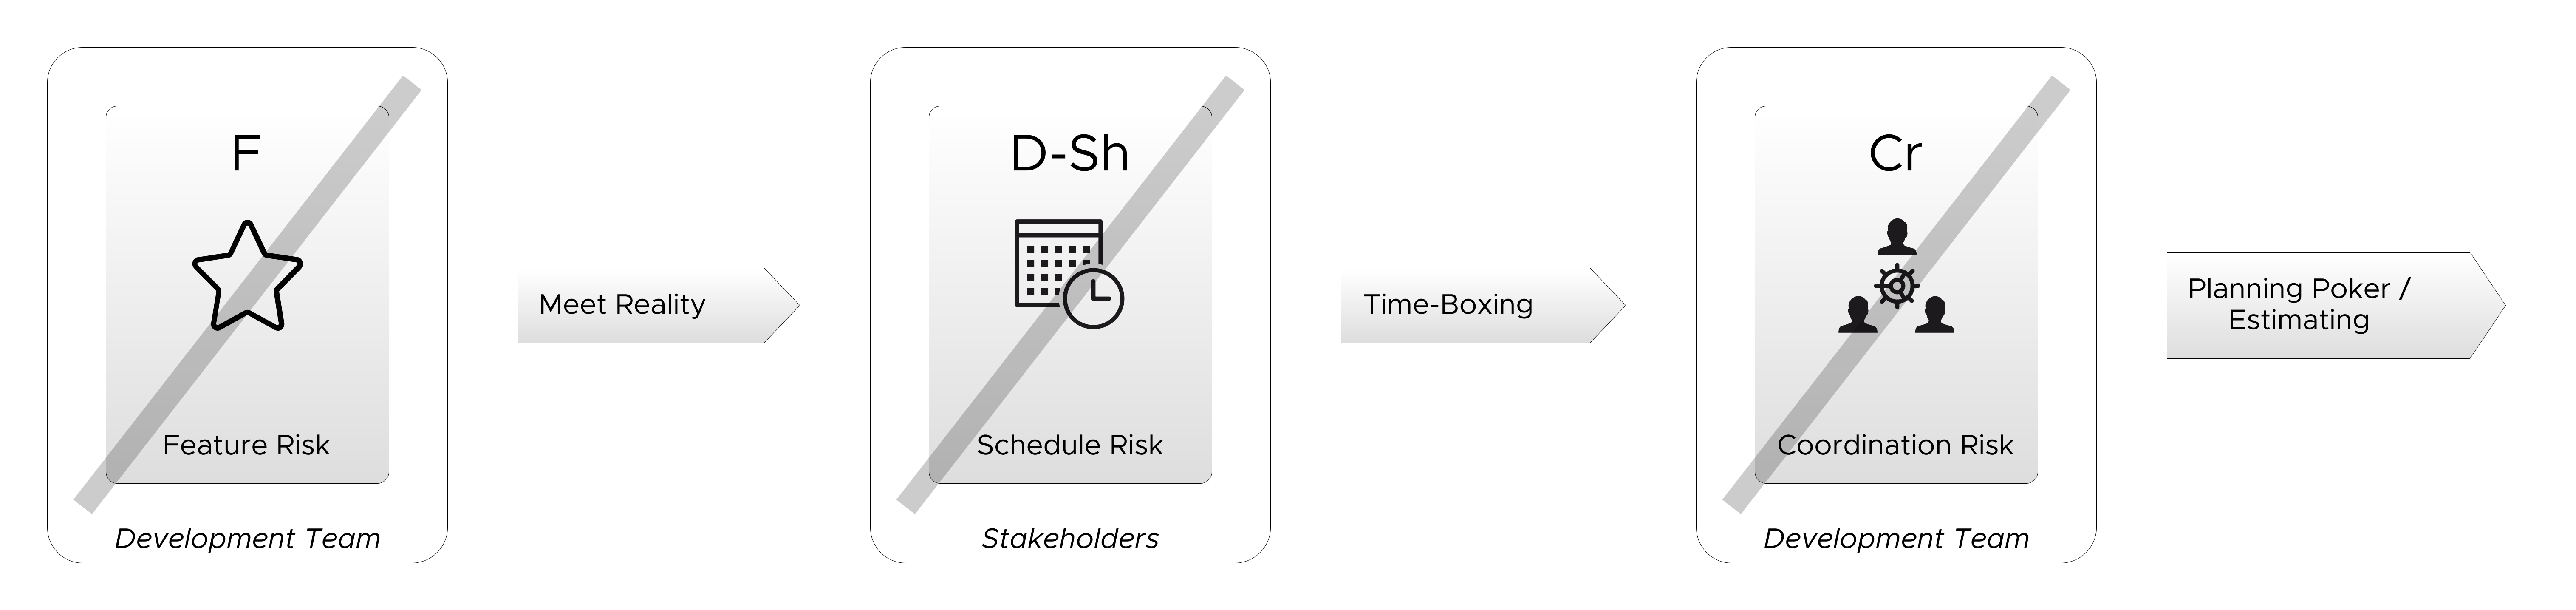 F
Feature Risk
Development Team
Meet Reality
D-Sh
Schedule Risk
Stakeholders
Time-Boxing
Cr
Coordination Risk
Development Team
Planning Poker /
Estimating